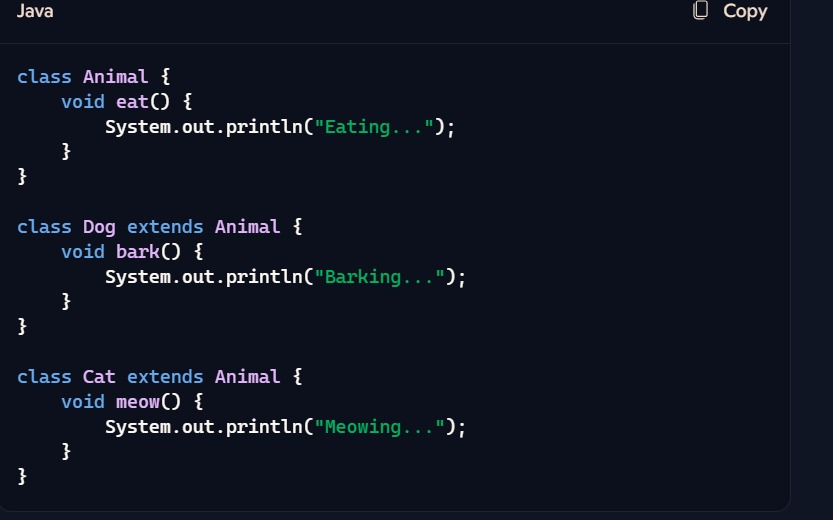 Java
Copy
class Animal {
    void eat() {
        System.out.println("Eating...");
    }
}

class Dog extends Animal {
    void bark() {
        System.out.println("Barking...");
    }
}

class Cat extends Animal {
    void meow() {
        System.out.println("Meowing...");
    }
}